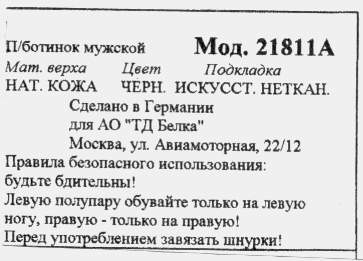 П/ботинок мужской Мод. 21811А
Мат. верха Цвет Подкладка
НАТ. КОЖА ЧЕРН. ИСКУССТ. НЕТКАН.
Сделано в Германии
для АО "ТД Белка"
Москва, ул. Авиамоторная, 22/12
Правила безопасного использования:
будьте бдительны!
Левую полупару обувайте только на левую
ногу, правую - только на правую!
Перед употреблением завязать шнурки!